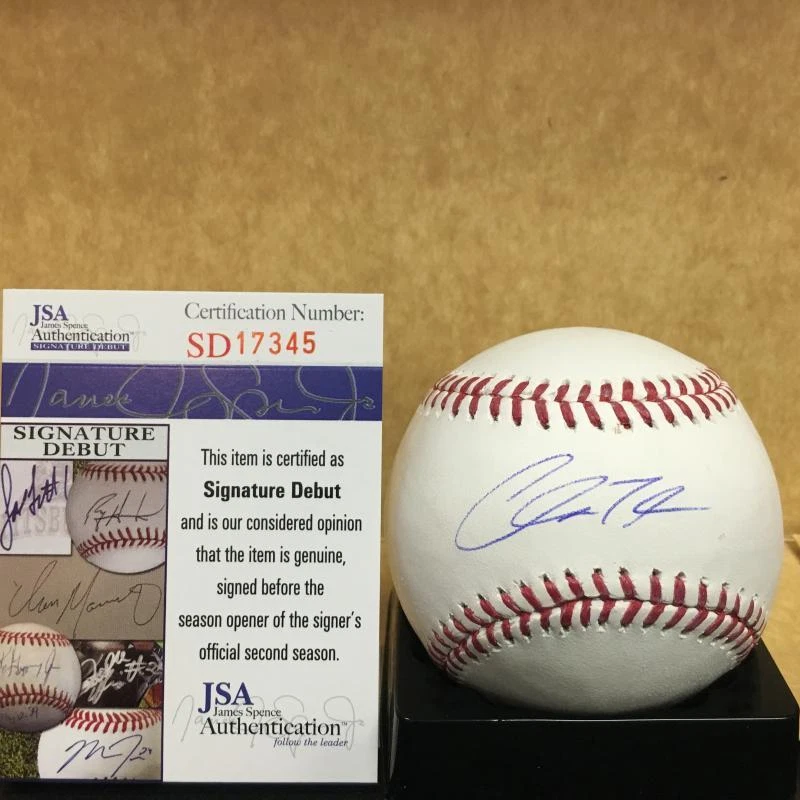 JSA
James Spence
Authentication™
SIGNATURE DEBUT
Certification Number:
SD17345
SIGNATURE
DEBUT
This item is certified as
Signature Debut
and is our considered opinion
that the item is genuine,
signed before the
season opener of the signer's
official second season.
JSA
James Spence
Authentication™
follow the leader